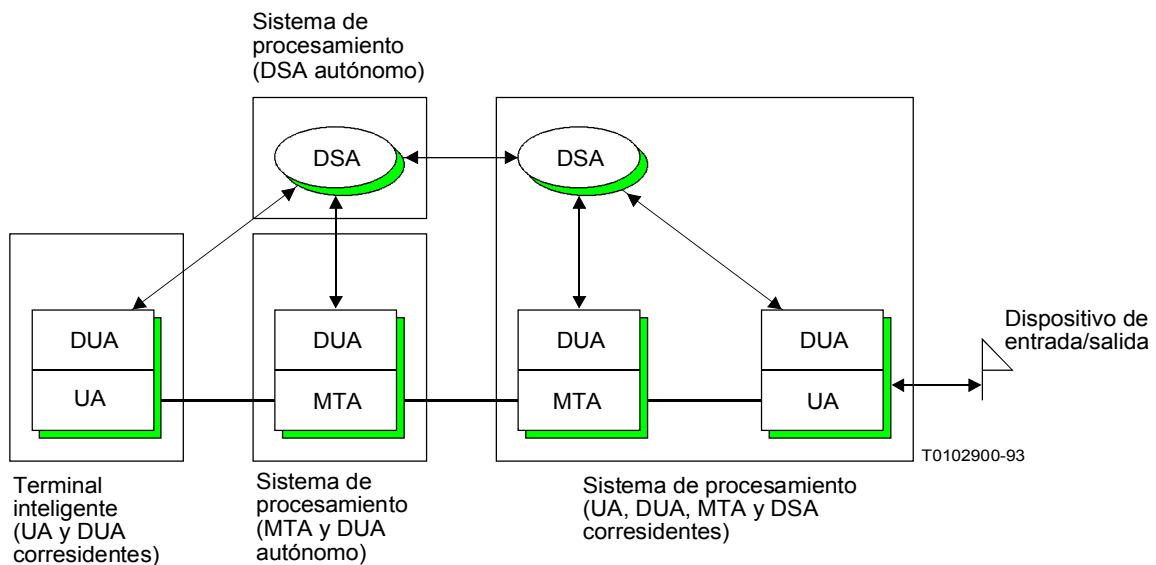 Sistema de
procesamiento
(DSA autónomo)
DSA
DSA
DUA
UA
DUA
MTA
DUA
MTA
DUA
UA
Dispositivo de
entrada/salida
T0102900-93
Terminal
inteligente
(UA y DUA
corresidentes)
Sistema de
procesamiento
(MTA y DUA
autónomo)
Sistema de procesamiento
(UA, DUA, MTA y DSA
corresidentes)